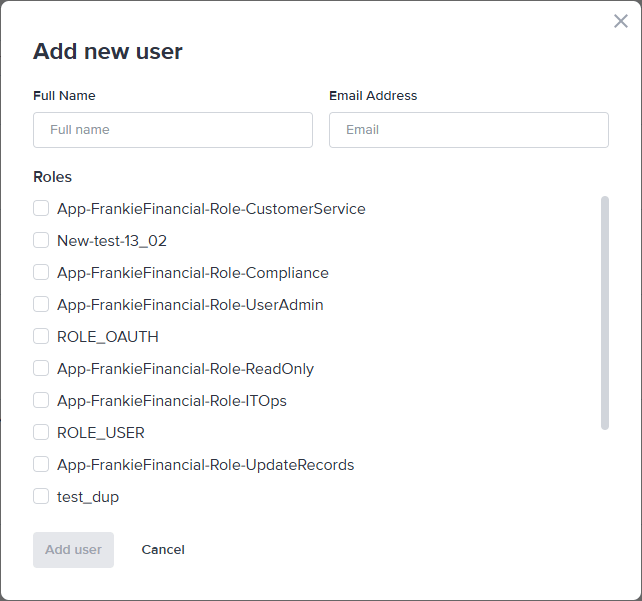 Add new user
Full Name
Email Address
Full name
Email
Roles
App-FrankieFinancial-Role-CustomerService
New-test-13_02
App-FrankieFinancial-Role-Compliance
App-FrankieFinancial-Role-UserAdmin
ROLE_OAUTH
App-FrankieFinancial-Role-ReadOnly
App-FrankieFinancial-Role-ITOps
ROLE_USER
App-FrankieFinancial-Role-UpdateRecords
test_dup
Add user
Cancel